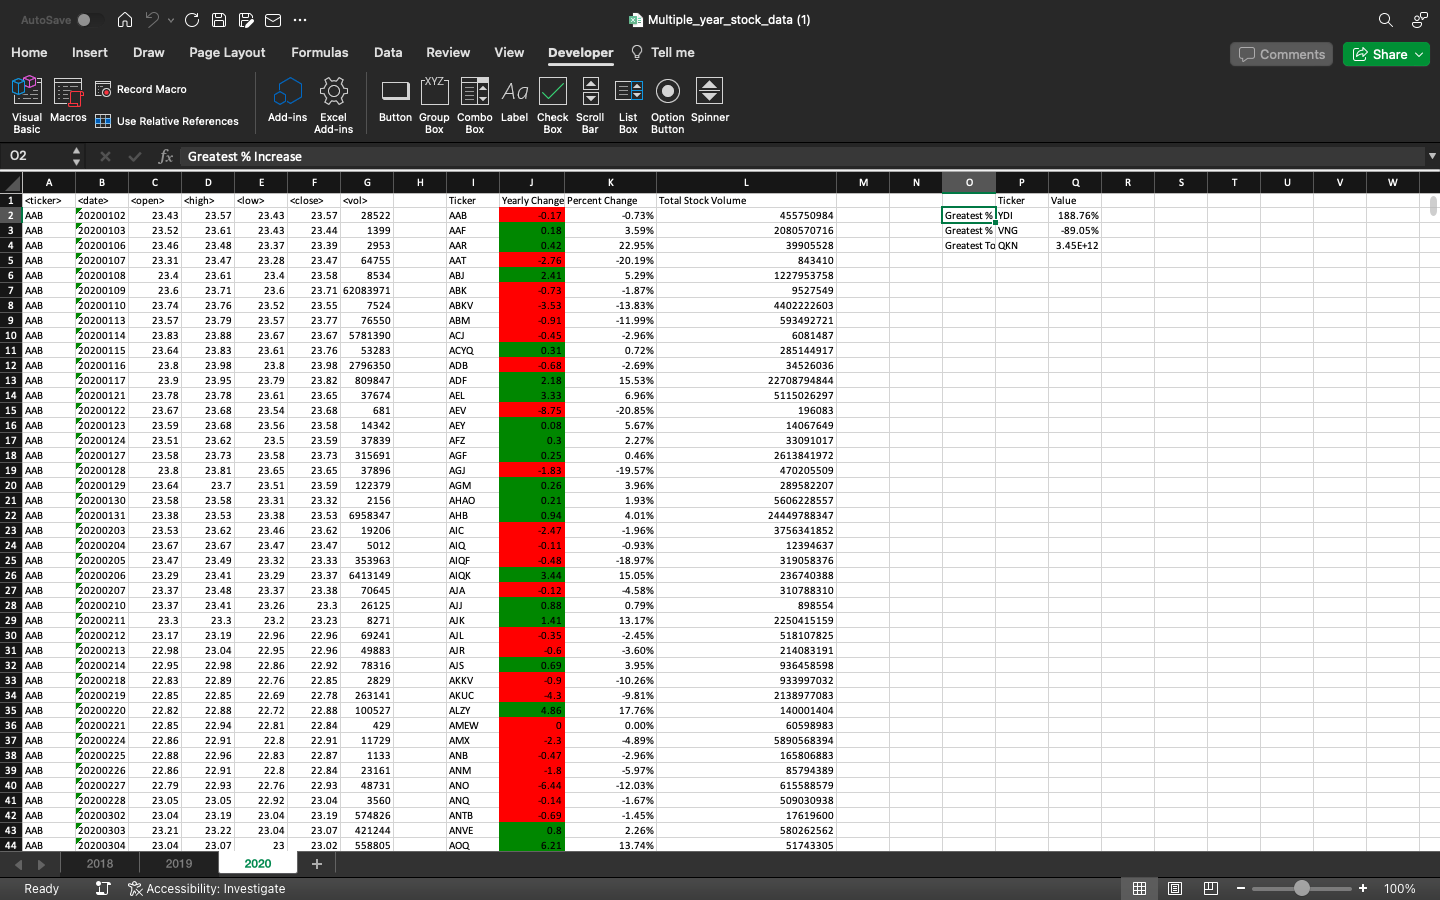 AutoSave
Multiple_year_stock_data (1)
Home Insert Draw Page Layout Formulas Data Review View Developer Tell me
Comments Share
Visual Basic Macros Record Macro Use Relative References Add-ins Excel Add-ins Button Group Box Combo Box Label Check Box Scroll Bar List Box Option Button Spinner
XYZ Aa
O2 fx Greatest % Increase
A B C D E F G H I J K L M N O P Q R S T U V W
1 <ticker> <date> <open> <high> <low> <close> <vol> Ticker Yearly Change Percent Change Total Stock Volume Ticker Value
2 AAB 20200102 23.43 23.57 23.43 23.57 28522 AAB -0.17 -0.73% 455750984 Greatest % YDI 188.76%
3 AAB 20200103 23.52 23.61 23.43 23.44 1399 AAF 0.18 3.59% 2080570716 Greatest % VNG -89.05%
4 AAB 20200106 23.46 23.48 23.37 23.39 2953 AAR 0.42 22.95% 39905528 Greatest To QKN 3.45E+12
5 AAB 20200107 23.31 23.47 23.28 23.47 64755 AAT -2.76 -20.19% 843410
6 AAB 20200108 23.4 23.61 23.4 23.58 8534 ABJ 2.41 5.29% 1227953758
7 AAB 20200109 23.6 23.71 23.6 23.71 62083971 ABK -0.73 -1.87% 9527549
8 AAB 20200110 23.74 23.76 23.52 23.55 7524 ABKV -3.53 -13.83% 4402222603
9 AAB 20200113 23.57 23.79 23.57 23.77 76550 ABM -0.91 -11.99% 593492721
10 AAB 20200114 23.83 23.88 23.67 23.67 5781390 ACJ -0.45 -2.96% 6081487
11 AAB 20200115 23.64 23.83 23.61 23.76 53283 ACYQ 0.31 0.72% 285144917
12 AAB 20200116 23.8 23.98 23.8 23.98 2796350 ADB -0.68 -2.69% 34526036
13 AAB 20200117 23.9 23.95 23.79 23.82 809847 ADF 2.18 15.53% 22708794844
14 AAB 20200121 23.78 23.78 23.61 23.65 37674 AEL 3.33 6.96% 5115026297
15 AAB 20200122 23.67 23.68 23.54 23.68 681 AEV -8.75 -20.85% 196083
16 AAB 20200123 23.59 23.68 23.56 23.58 14342 AEY 0.08 5.67% 14067649
17 AAB 20200124 23.51 23.62 23.5 23.59 37839 AFZ 0.3 2.27% 33091017
18 AAB 20200127 23.58 23.73 23.58 23.73 315691 AGF 0.25 0.46% 2613841972
19 AAB 20200128 23.8 23.81 23.65 23.65 37896 AGJ -1.83 -19.57% 470205509
20 AAB 20200129 23.64 23.7 23.51 23.59 122379 AGM 0.26 3.96% 289582207
21 AAB 20200130 23.58 23.58 23.31 23.32 2156 AHAO 0.21 1.93% 5606228557
22 AAB 20200131 23.38 23.53 23.38 23.53 6958347 AHB 0.94 4.01% 24449788347
23 AAB 20200203 23.53 23.62 23.46 23.62 19206 AIC -2.47 -1.96% 3756341852
24 AAB 20200204 23.67 23.67 23.47 23.47 5012 AIQ -0.11 -0.93% 12394637
25 AAB 20200205 23.47 23.49 23.32 23.33 353963 AIQF -0.48 -18.97% 319058376
26 AAB 20200206 23.29 23.41 23.29 23.37 6413149 AIQK 3.44 15.05% 236740388
27 AAB 20200207 23.37 23.48 23.37 23.38 70645 AJA -0.12 -4.58% 310788310
28 AAB 20200210 23.37 23.41 23.26 23.3 26125 AJJ 0.88 0.79% 898554
29 AAB 20200211 23.3 23.3 23.2 23.23 8271 AJK 1.41 13.17% 2250415159
30 AAB 20200212 23.17 23.19 22.96 22.96 69241 AJL -0.35 -2.45% 518107825
31 AAB 20200213 22.98 23.04 22.95 22.96 49883 AJR -0.6 -3.60% 214083191
32 AAB 20200214 22.95 22.98 22.86 22.92 78316 AJS 0.69 3.95% 936458598
33 AAB 20200218 22.83 22.89 22.76 22.85 2829 AKKV -0.9 -10.26% 933997032
34 AAB 20200219 22.85 22.85 22.69 22.78 263141 AKUC -4.3 -9.81% 2138977083
35 AAB 20200220 22.82 22.88 22.72 22.88 100527 ALZY 4.86 17.76% 140001404
36 AAB 20200221 22.85 22.94 22.81 22.84 429 AMEW 0 0.00% 60598983
37 AAB 20200224 22.86 22.91 22.8 22.91 11729 AMX -2.3 -4.89% 5890568394
38 AAB 20200225 22.88 22.96 22.83 22.87 1133 ANB -0.47 -2.96% 165806883
39 AAB 20200226 22.86 22.91 22.8 22.84 23161 ANM -1.8 -5.97% 85794389
40 AAB 20200227 22.79 22.93 22.76 22.93 48731 ANO -6.44 -12.03% 615588579
41 AAB 20200228 23.05 23.05 22.92 23.04 3560 ANQ -0.14 -1.67% 509030938
42 AAB 20200302 23.04 23.19 23.04 23.19 574826 ANTB -0.69 -1.45% 17619600
43 AAB 20200303 23.21 23.22 23.04 23.07 421244 ANVE 0.8 2.26% 580262562
44 AAB 20200304 23.04 23.07 23 23.02 558805 AOQ 6.21 13.74% 51743305
2018 2019 2020 +
Ready Accessibility: Investigate 100%